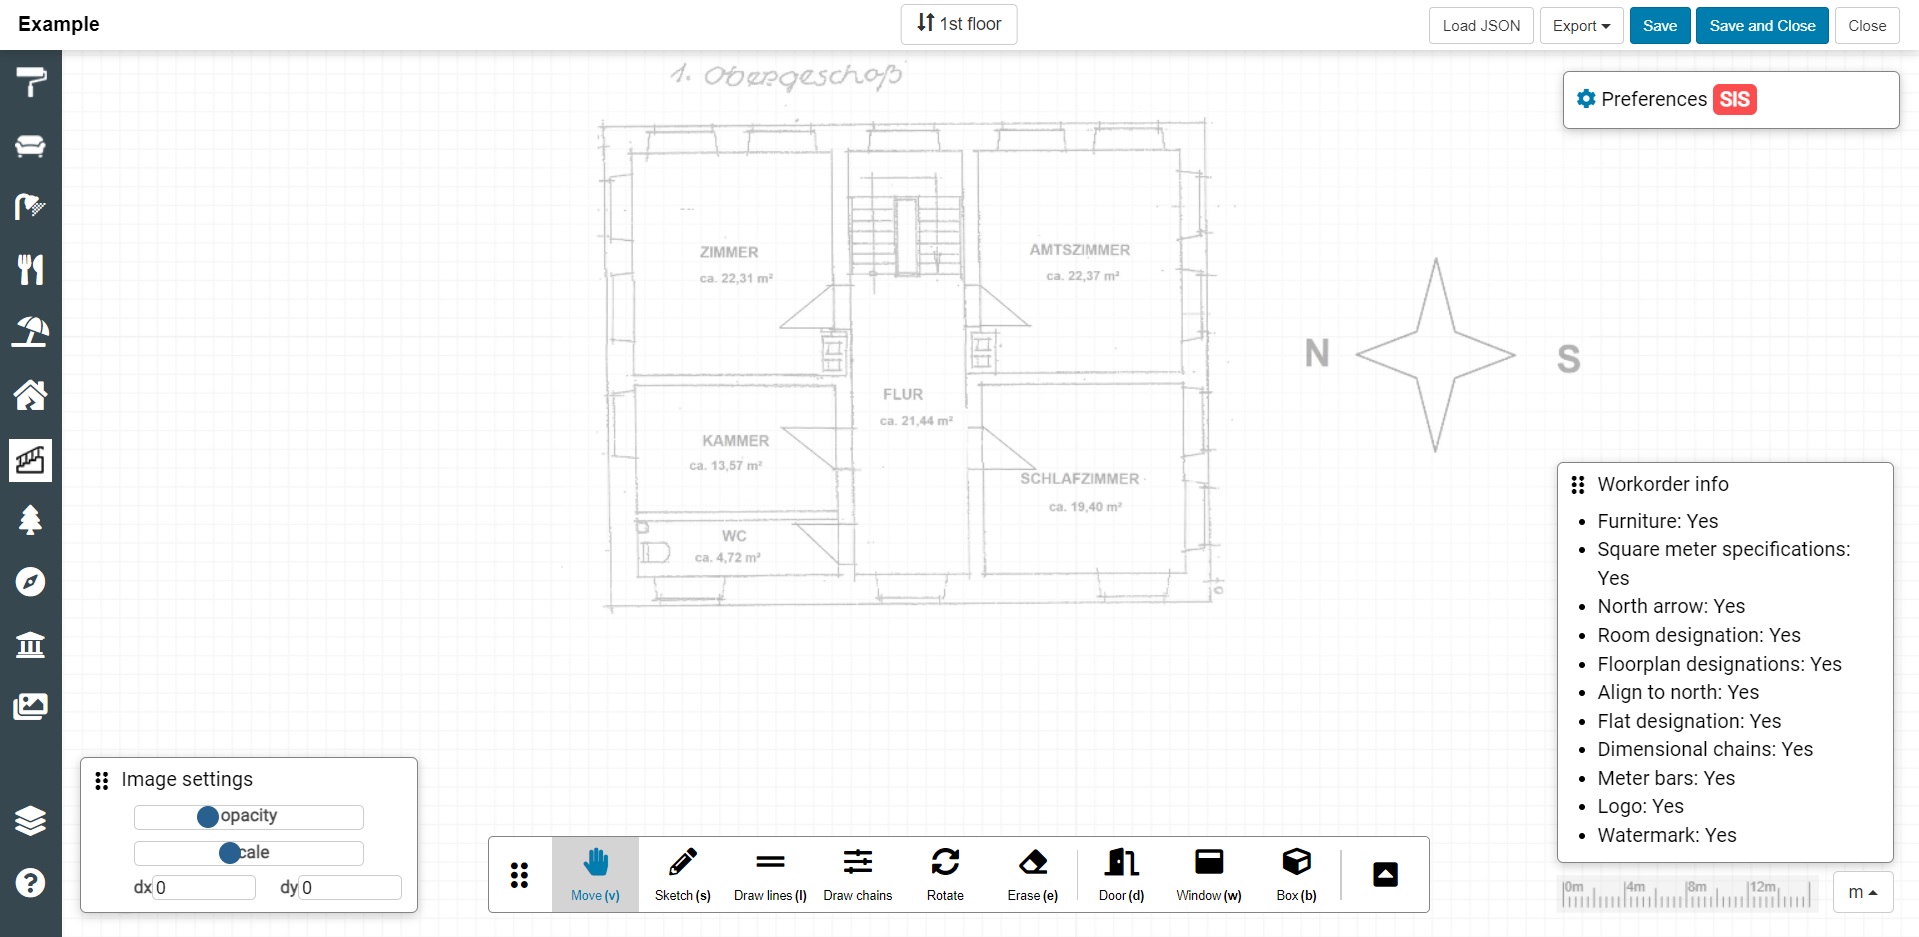 Example
1st floor
Load JSON
Export
Save
Save and Close
Close
1. Obergeschoß
Preferences SIS
ZIMMER
ca. 22,31 m²
AMTSZIMMER
ca. 22,37 m²
N
S
FLUR
ca. 21,44 m²
KAMMER
ca. 13,57 m²
SCHLAFZIMMER
ca. 19,40 m²
WC
ca. 4,72 m²
Workorder info
Furniture: Yes
Square meter specifications:
Yes
North arrow: Yes
Room designation: Yes
Floorplan designations: Yes
Align to north: Yes
Flat designation: Yes
Dimensional chains: Yes
Meter bars: Yes
Logo: Yes
Watermark: Yes
Image settings
opacity
cale
dx 0
dy 0
Move (v)
Sketch (s)
Draw lines (l)
Draw chains
Rotate
Erase (e)
Door (d)
Window (w)
Box (b)
0m 4m 8m 12m
m